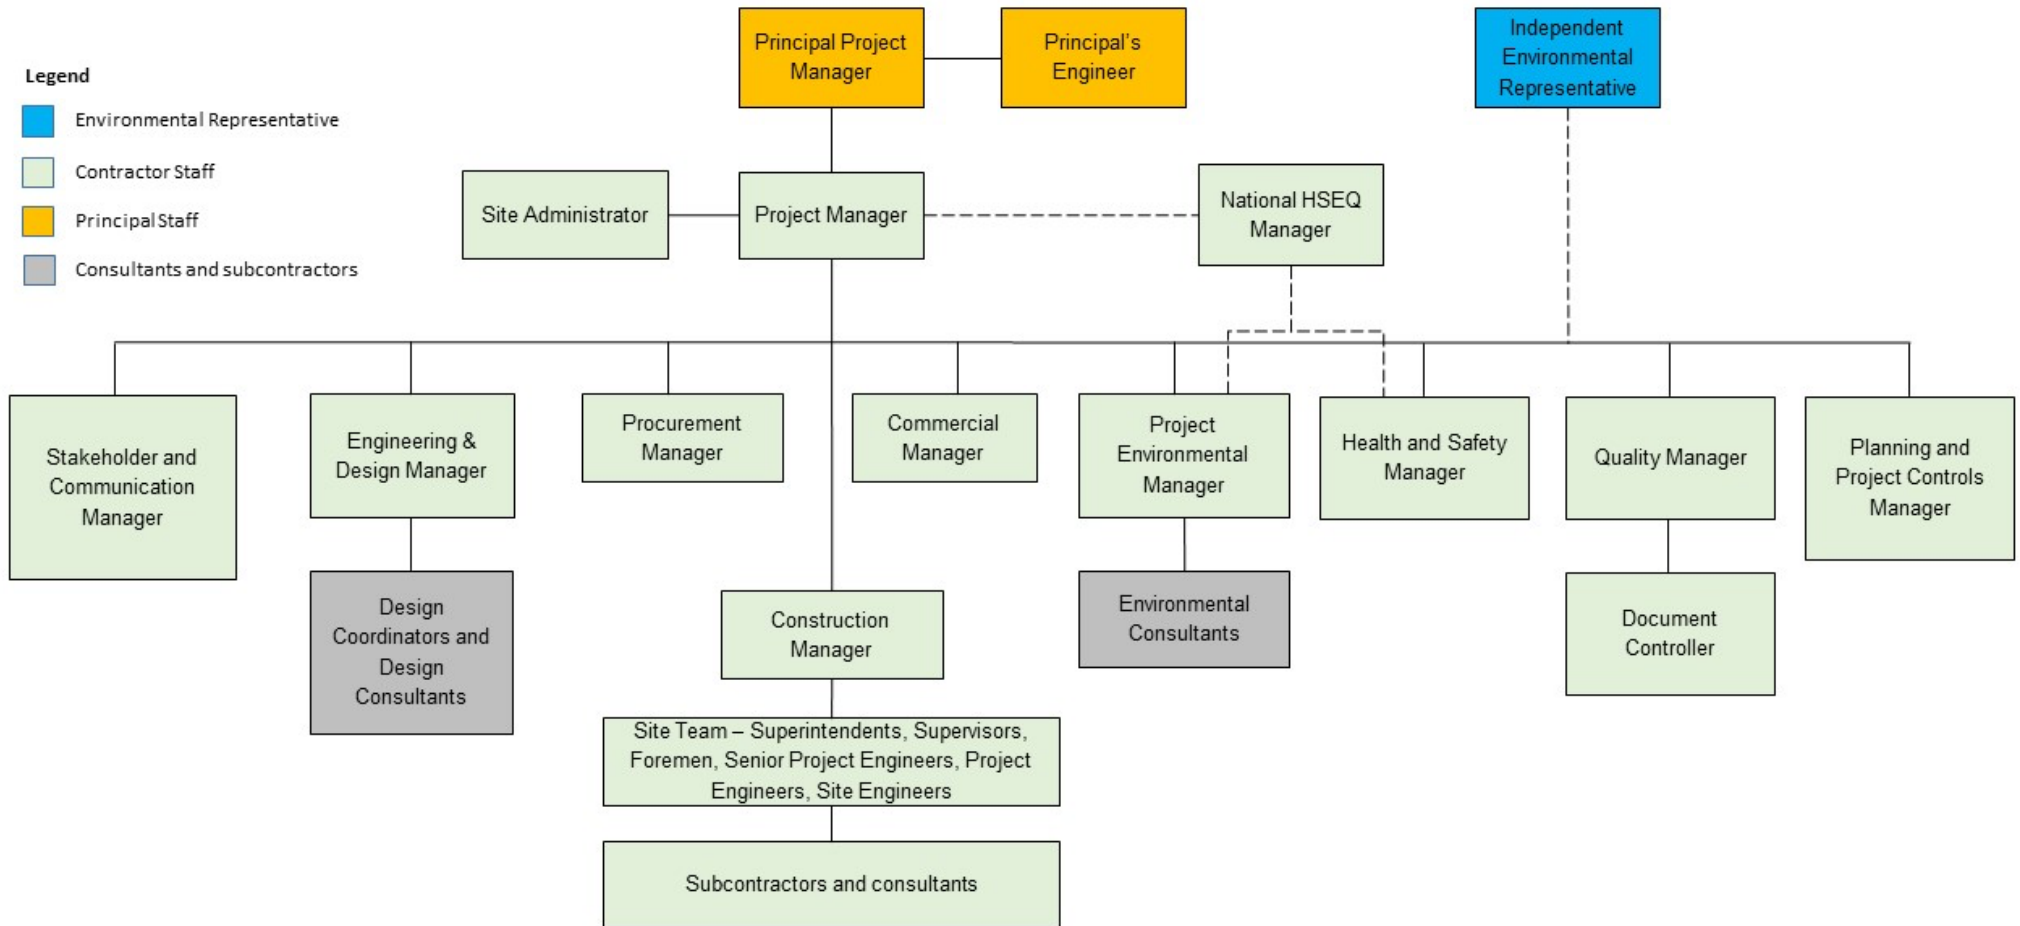 Principal Project
Manager
Principal's
Engineer
Independent
Environmental
Representative
Legend
Environmental Representative
Contractor Staff
Principal Staff
Consultants and subcontractors
Site Administrator
Project Manager
National HSEQ
Manager
Stakeholder and
Communication
Manager
Engineering &
Design Manager
Procurement
Manager
Commercial
Manager
Project
Environmental
Manager
Health and Safety
Manager
Quality Manager
Planning and
Project Controls
Manager
Design
Coordinators and
Design
Consultants
Construction
Manager
Environmental
Consultants
Document
Controller
Site Team – Superintendents, Supervisors,
Foremen, Senior Project Engineers, Project
Engineers, Site Engineers
Subcontractors and consultants